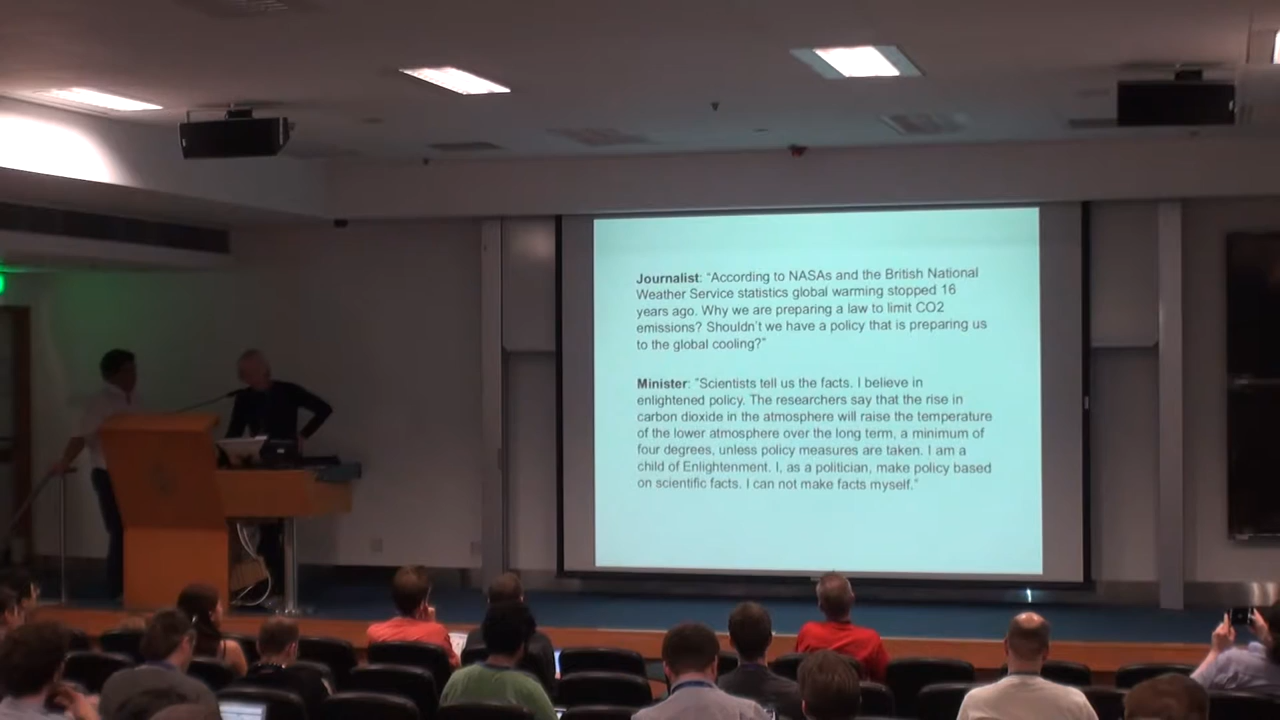 Journalist: "According to NASAs and the British National
Weather Service statistics global warming stopped 16
years ago. Why we are preparing a law to limit CO2
emissions? Shouldn't we have a policy that is preparing us
to the global cooling?"
Minister: "Scientists tell us the facts. I believe in
enlightened policy. The researchers say that the rise in
carbon dioxide in the atmosphere will raise the temperature
of the lower atmosphere over the long term, a minimum of
four degrees, unless policy measures are taken. I am a
child of Enlightenment. I, as a politician, make policy based
on scientific facts. I can not make facts myself."